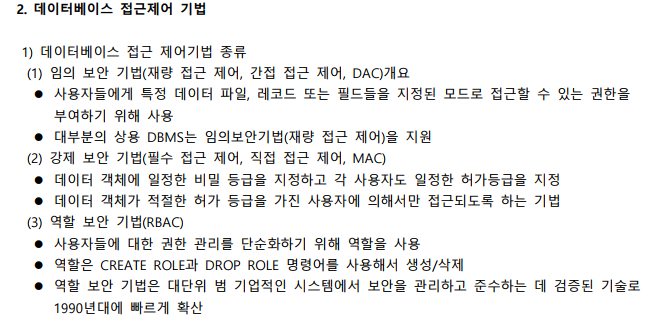 2. 데이터베이스 접근제어 기법
1) 데이터베이스 접근 제어기법 종류
(1) 임의 보안 기법(재량 접근 제어, 간접 접근 제어, DAC)개요
● 사용자들에게 특정 데이터 파일, 레코드 또는 필드들을 지정된 모드로 접근할 수 있는 권한을
부여하기 위해 사용
● 대부분의 상용 DBMS는 임의보안기법(재량 접근 제어)을 지원
(2) 강제 보안 기법(필수 접근 제어, 직접 접근 제어, MAC)
● 데이터 객체에 일정한 비밀 등급을 지정하고 각 사용자도 일정한 허가등급을 지정
● 데이터 객체가 적절한 허가 등급을 가진 사용자에 의해서만 접근되도록 하는 기법
(3) 역할 보안 기법(RBAC)
● 사용자들에 대한 권한 관리를 단순화하기 위해 역할을 사용
● 역할은 CREATE ROLE과 DROP ROLE 명령어를 사용해서 생성/삭제
● 역할 보안 기법은 대단위 범 기업적인 시스템에서 보안을 관리하고 준수하는 데 검증된 기술로
1990년대에 빠르게 확산